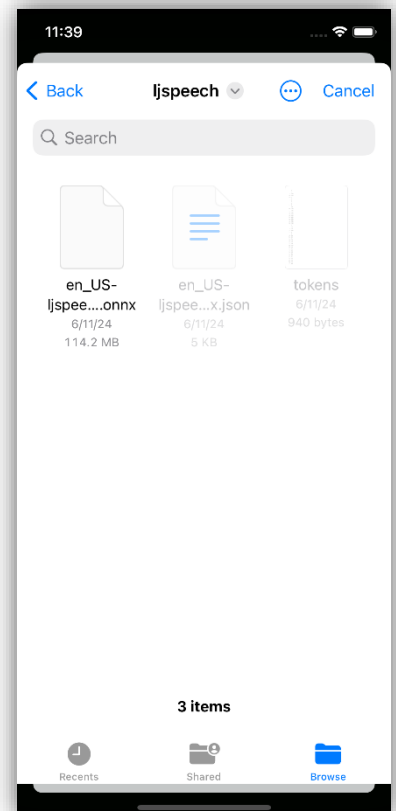 11:39
Back
ljspeech
Cancel
Search
en_US-
ljspee....onnx
6/11/24
114.2 MB
en_US-
ljspee...x.json
6/11/24
5 KB
tokens
6/11/24
940 bytes
3 items
Recents
Shared
Browse